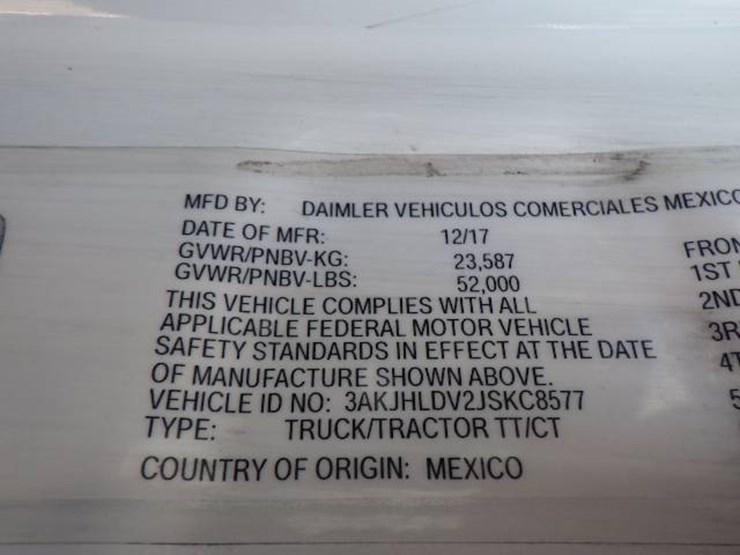 MFD BY: DAIMLER VEHICULOS COMERCIALES MEXICO
DATE OF MFR: 12/17
GVWR/PNBV-KG: 23,587
GVWR/PNBV-LBS: 52,000
THIS VEHICLE COMPLIES WITH ALL
APPLICABLE FEDERAL MOTOR VEHICLE
SAFETY STANDARDS IN EFFECT AT THE DATE
OF MANUFACTURE SHOWN ABOVE.
VEHICLE ID NO: 3AKJHLDV2JSKC8577
TYPE: TRUCK/TRACTOR TT/CT
COUNTRY OF ORIGIN: MEXICO
1ST
2ND